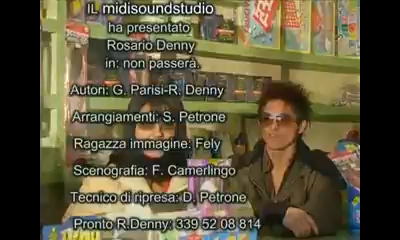 IL midisoundstudio
ha presentato
Rosario Denny
in: non passerà.
Autori: G. Parisi-R. Denny
Arrangiamenti: S. Petrone
Ragazza immagine: Fely
Scenografia: F. Camerlingo
Tecnico di ripresa: D. Petrone
Pronto R.Denny: 339 52 08 814